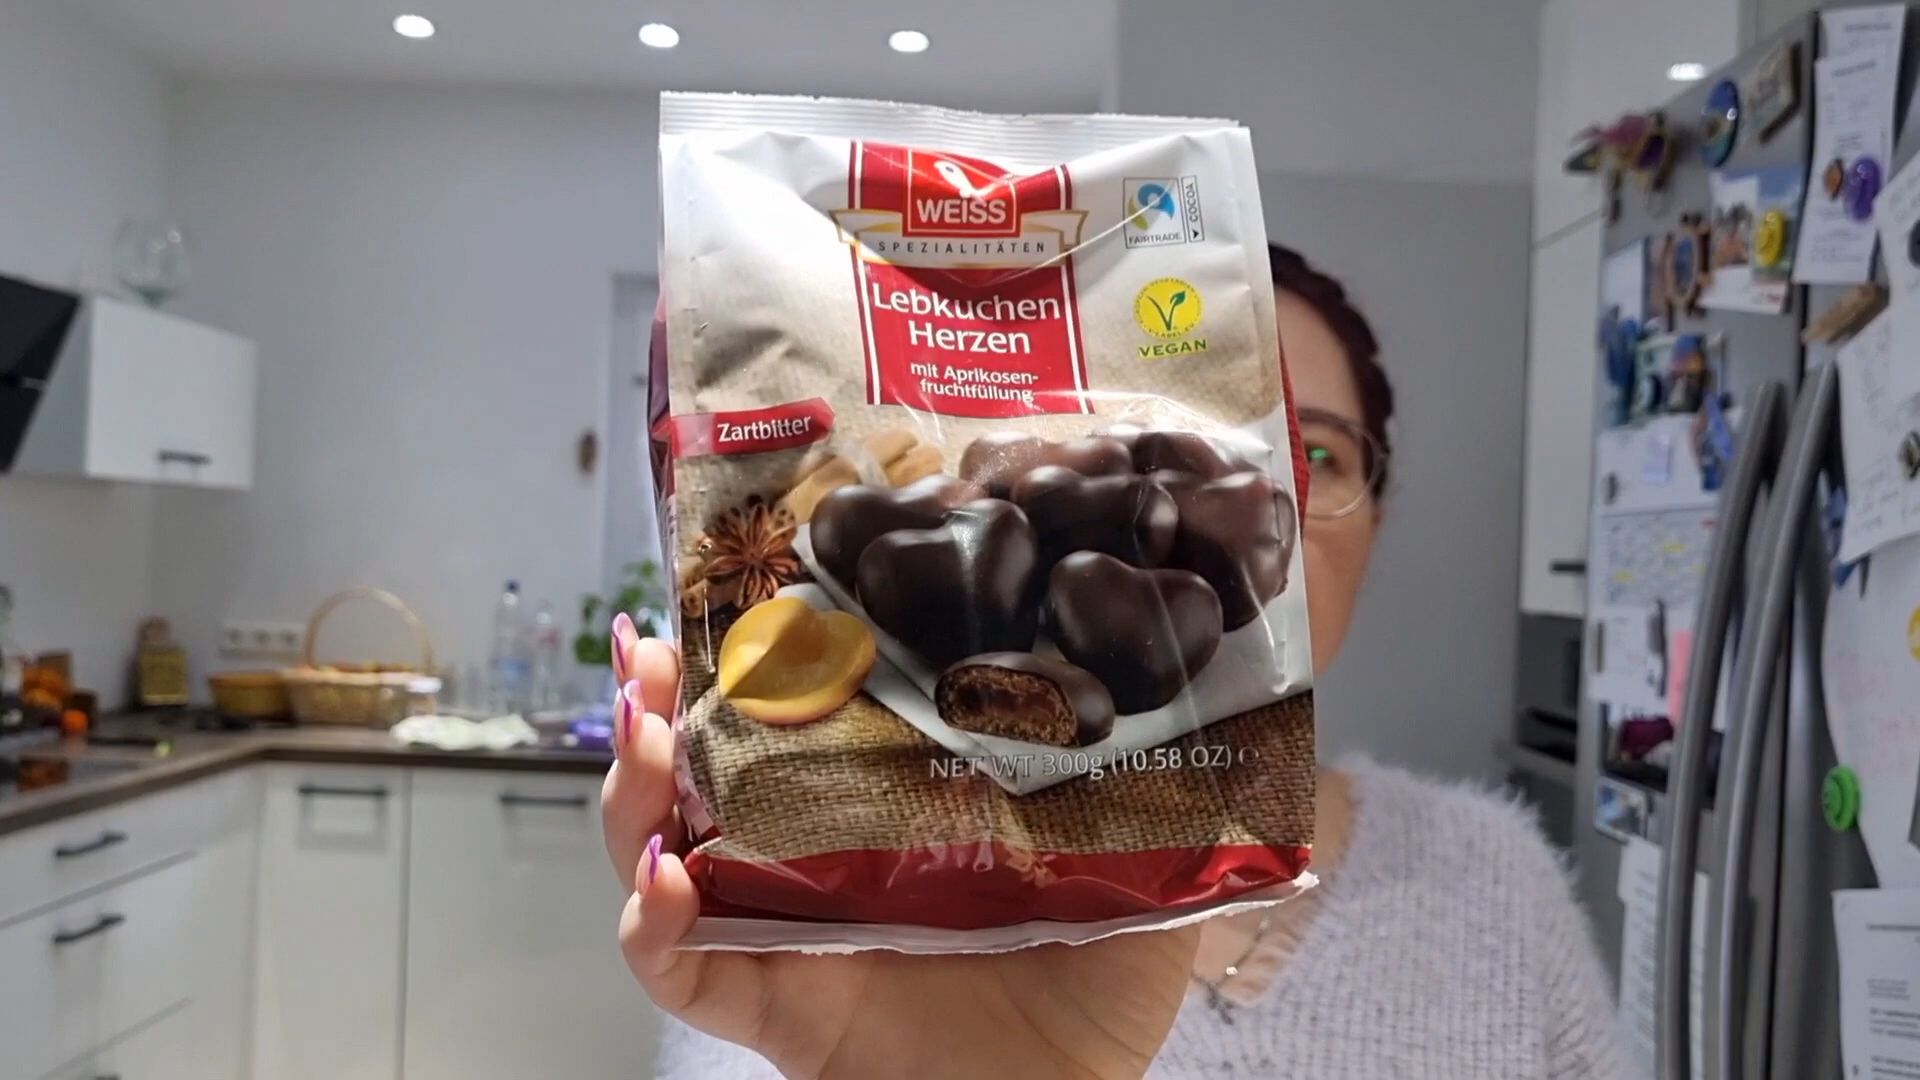 WEISS
SPEZIALITÄTEN
FAIRTRADE
COCOA
Lebkuchen
Herzen
mit Aprikosen-
fruchtfüllung
VEGAN
Zartbitter
NET WT 300g (10.58 OZ) e